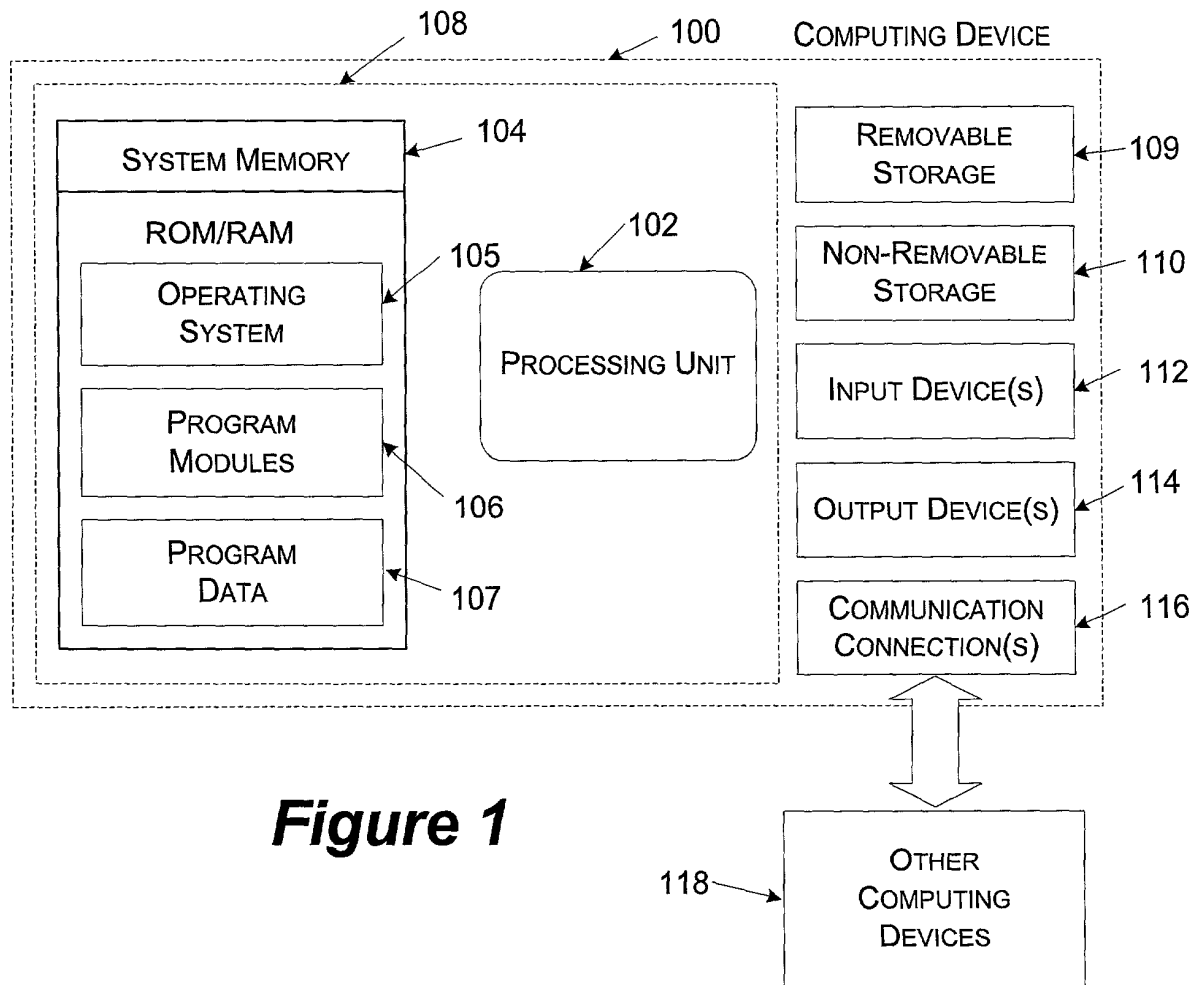 108
100
COMPUTING DEVICE
SYSTEM MEMORY
104
ROM/RAM
OPERATING
SYSTEM
105
PROGRAM
MODULES
106
PROGRAM
DATA
107
102
PROCESSING UNIT
REMOVABLE
STORAGE
109
NON-REMOVABLE
STORAGE
110
INPUT DEVICE(S)
112
OUTPUT DEVICE(S)
114
COMMUNICATION
CONNECTION(S)
116
Figure 1
118
OTHER
COMPUTING
DEVICES